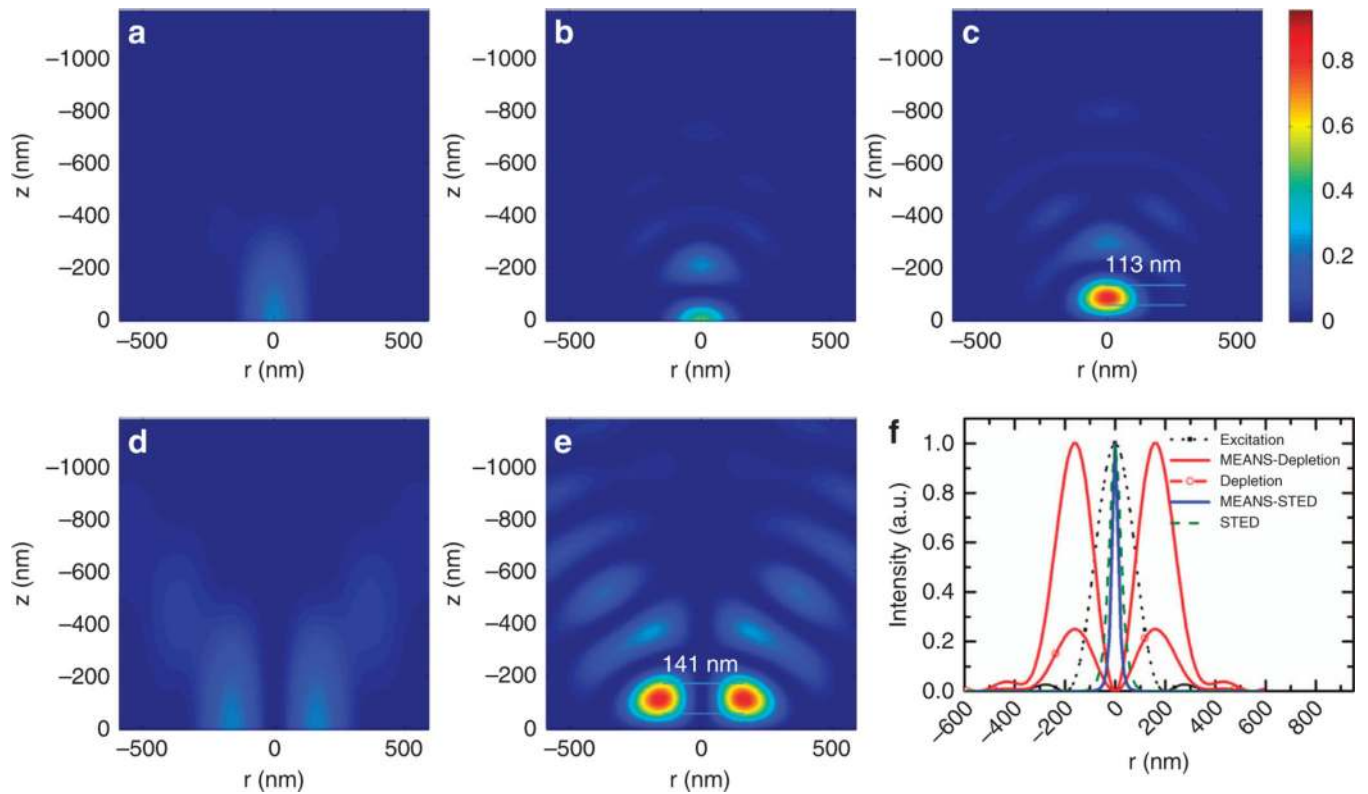 a
b
c
z (nm)
−1000
−800
−600
−400
−200
0
−500
0
500
r (nm)
z (nm)
−1000
−800
−600
−400
−200
0
−500
0
500
r (nm)
z (nm)
−1000
−800
−600
−400
−200
0
113 nm
−500
0
500
r (nm)
0.8
0.6
0.4
0.2
0
d
e
f
z (nm)
−1000
−800
−600
−400
−200
0
−500
0
500
r (nm)
z (nm)
−1000
−800
−600
−400
−200
0
141 nm
−500
0
500
r (nm)
Intensity (a.u.)
1.0
0.8
0.6
0.4
0.2
0.0
Excitation
MEANS-Depletion
Depletion
MEANS-STED
STED
−600
−400
−200
0
200
400
600
800
r (nm)